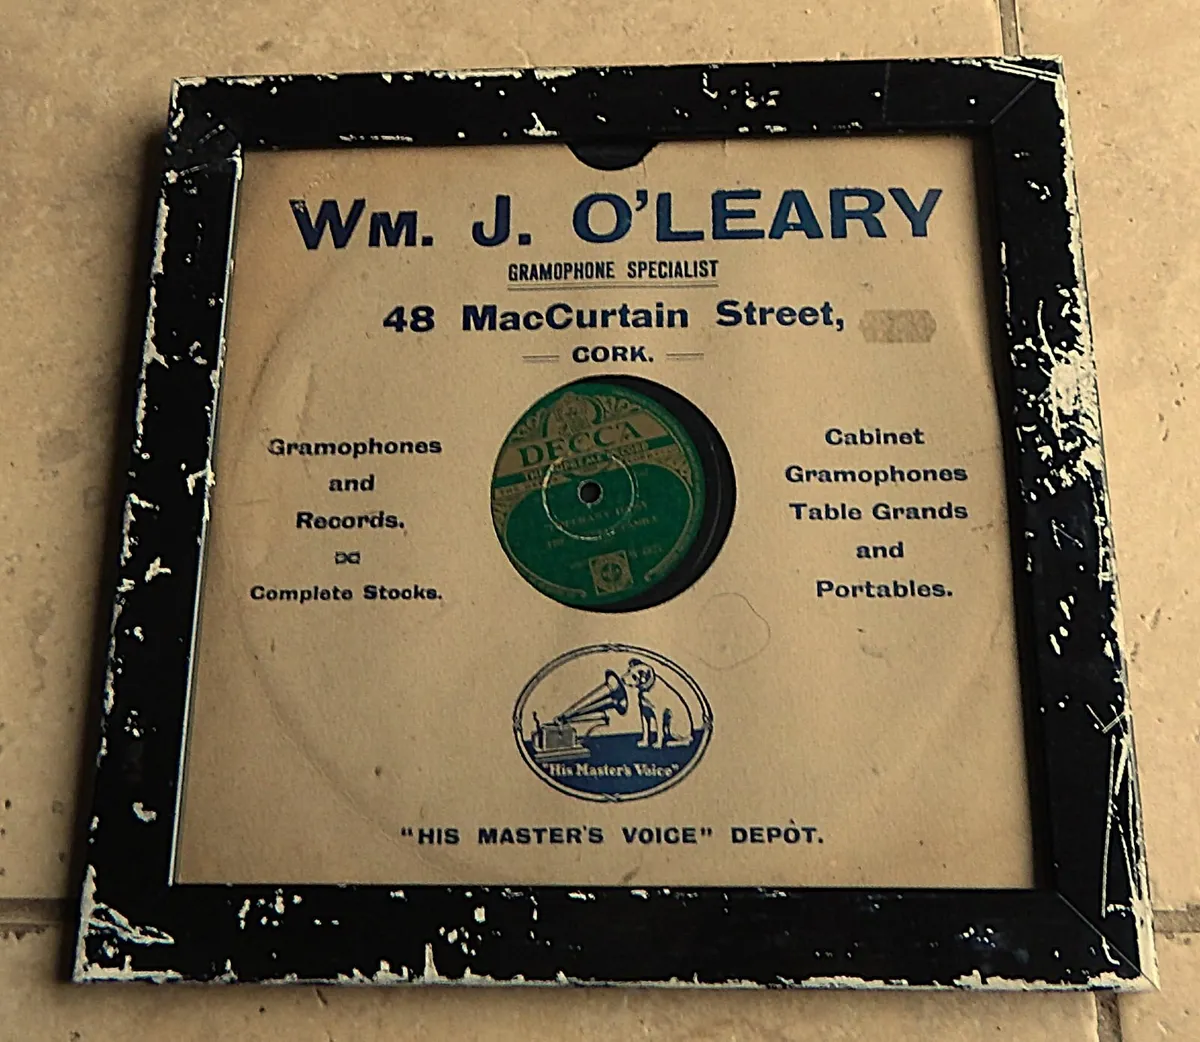 WM. J. O'LEARY
GRAMOPHONE SPECIALIST
48 MacCurtain Street,
CORK.
Gramophones
and
Records.
Complete Stocks.
DECCA
Cabinet
Gramophones
Table Grands
and
Portables.
"His Master's Voice"
"HIS MASTER'S VOICE" DEPÒT.